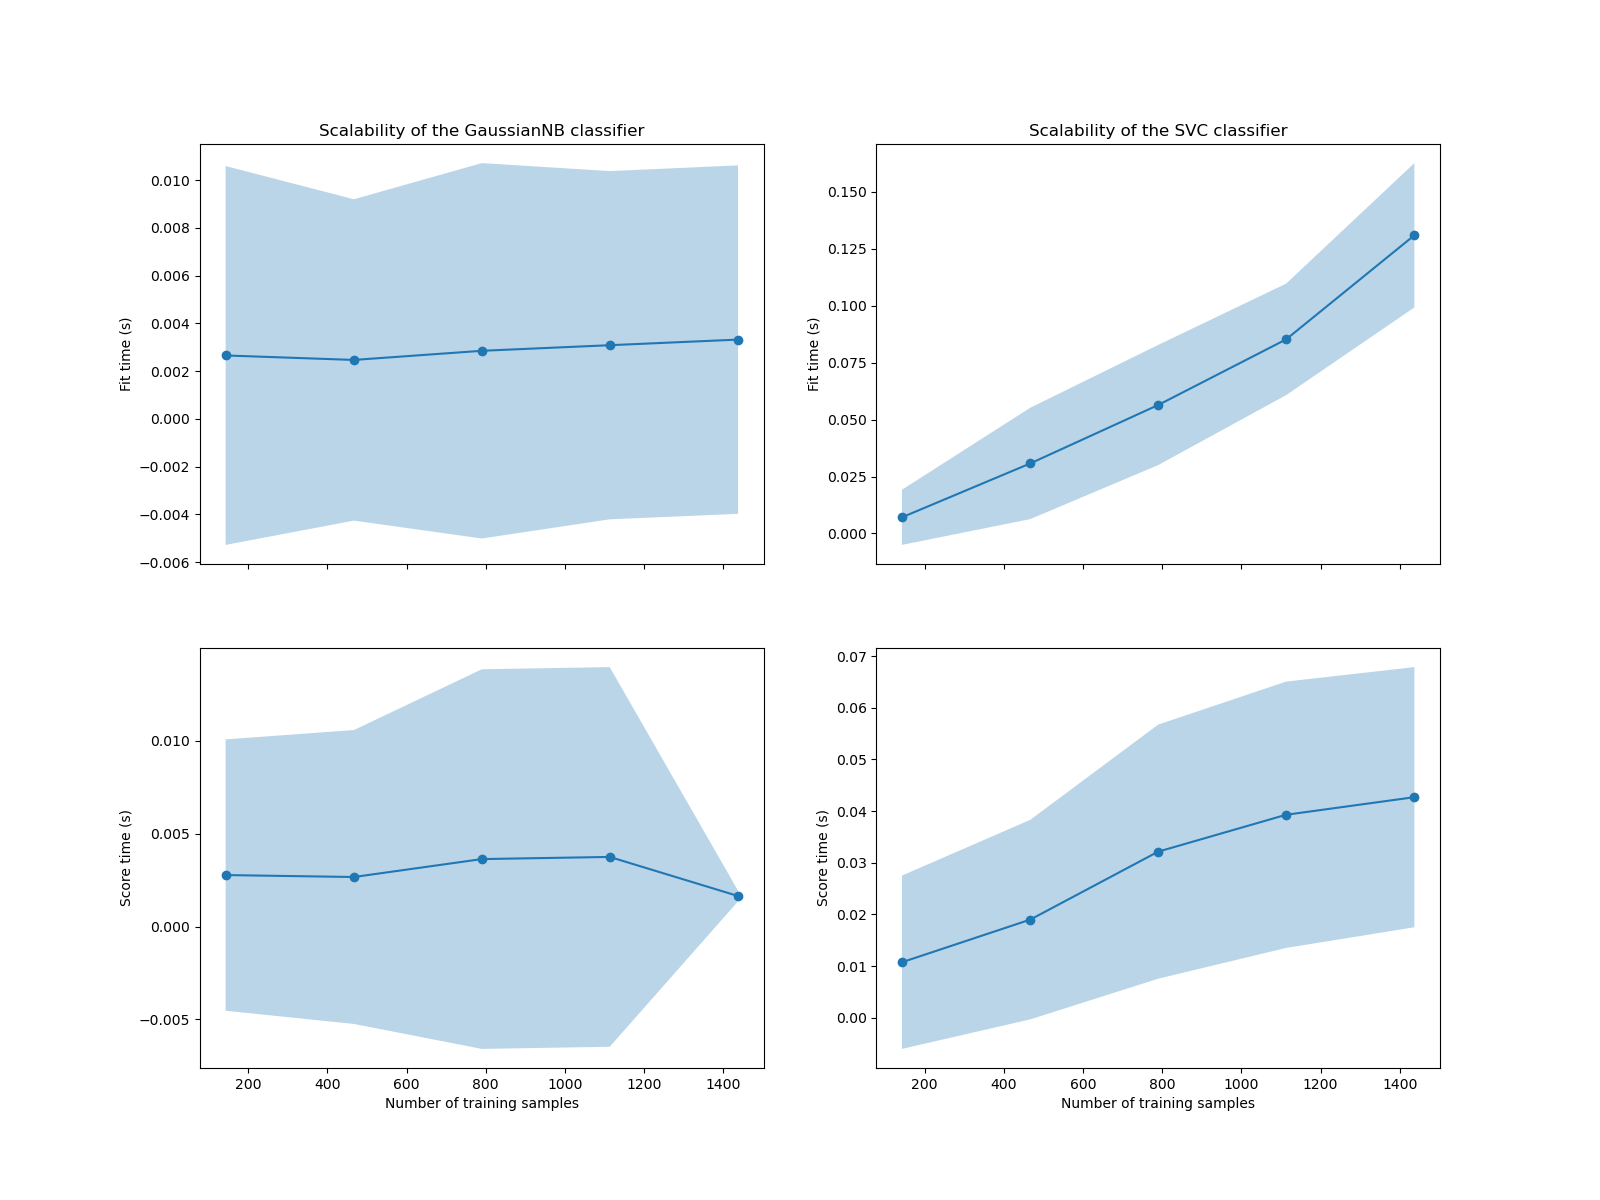 Scalability of the GaussianNB classifier
0.010
0.008
0.006
0.004
0.002
0.000
−0.002
−0.004
−0.006
Fit time (s)
Scalability of the SVC classifier
0.150
0.125
0.100
0.075
0.050
0.025
0.000
Fit time (s)
0.010
0.005
0.000
−0.005
Score time (s)
200 400 600 800 1000 1200 1400
Number of training samples
0.07
0.06
0.05
0.04
0.03
0.02
0.01
0.00
Score time (s)
200 400 600 800 1000 1200 1400
Number of training samples